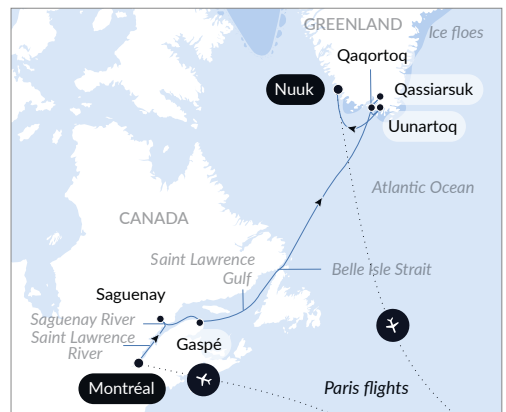 GREENLAND
Ice floes
Qaqortoq
Nuuk
Qassiarsuk
Uunartoq
Atlantic Ocean
CANADA
Saint Lawrence
Gulf
Belle Isle Strait
Saguenay
Saguenay River
Saint Lawrence
River
Gaspé
Montréal
Paris flights